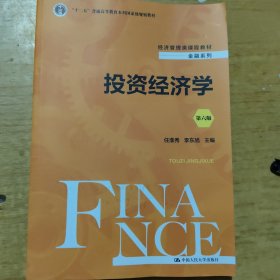 "十二五"普通高等教育本科国家级规划教材
经济管理类课程教材
金融系列
投资经济学
第六版
任淮秀 李东旭 主编
TOUZIJINGJIXUE
FINA
NCE
中国人民大学出版社